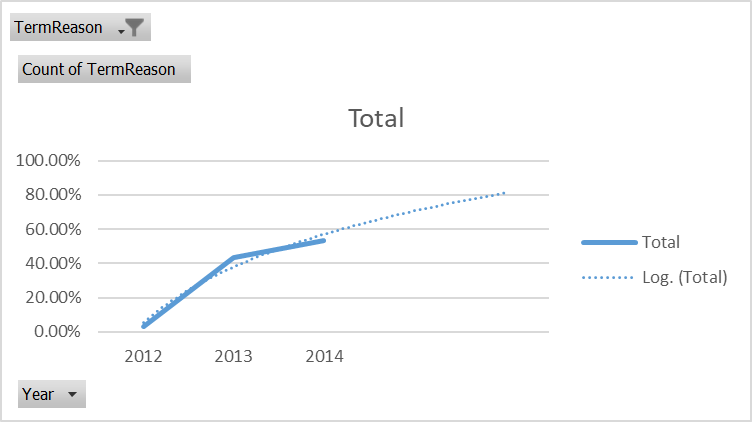 TermReason
Count of TermReason
Total
100.00%
80.00%
60.00%
40.00%
20.00%
0.00%
2012 2013 2014
Total
Log. (Total)
Year